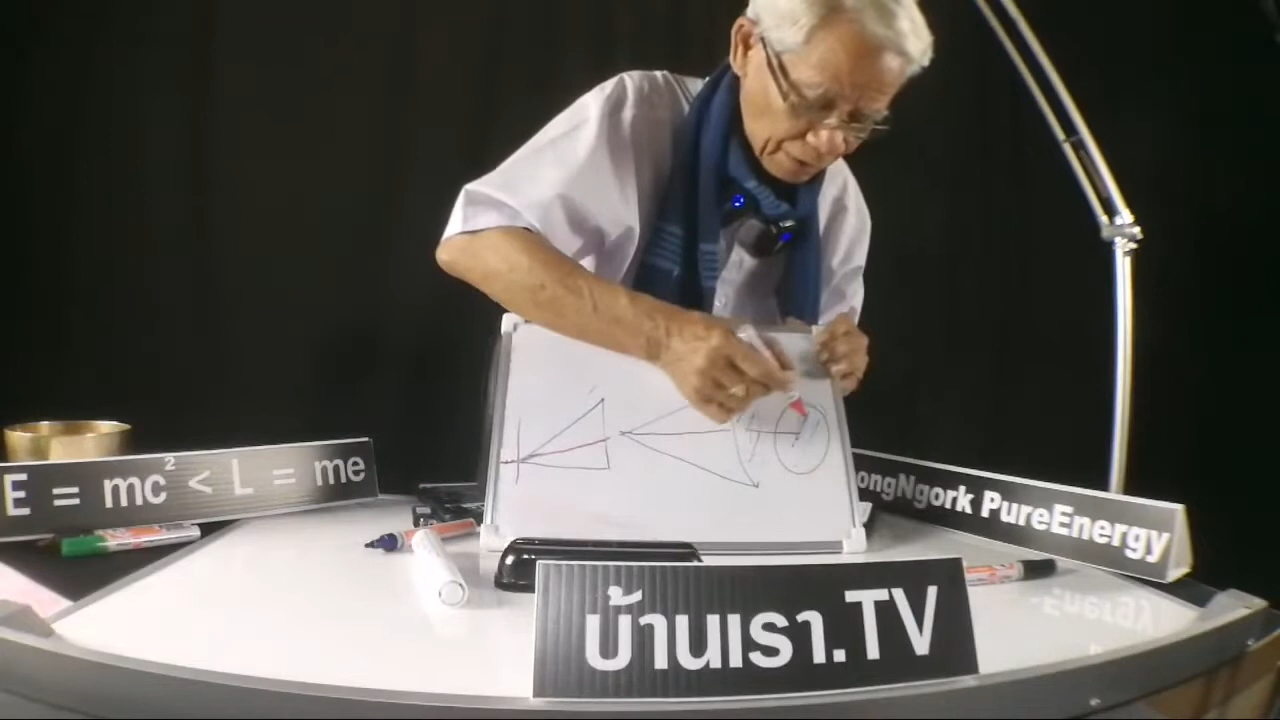 E = mc² < L = me
ongNgork PureEnergy
บ้านเรา.TV